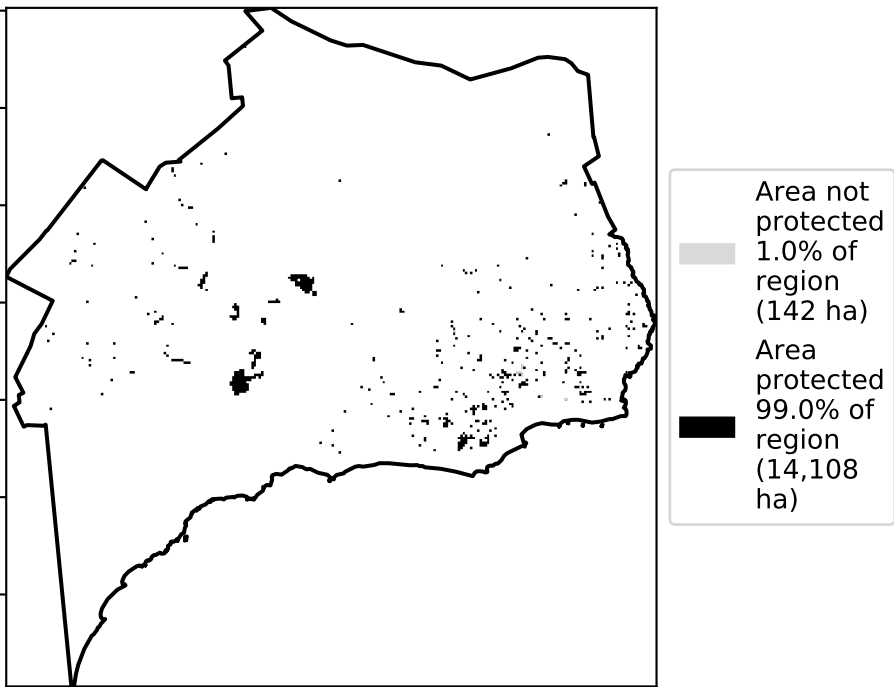 Area not
protected
1.0% of
region
(142 ha)
Area
protected
99.0% of
region
(14,108
ha)